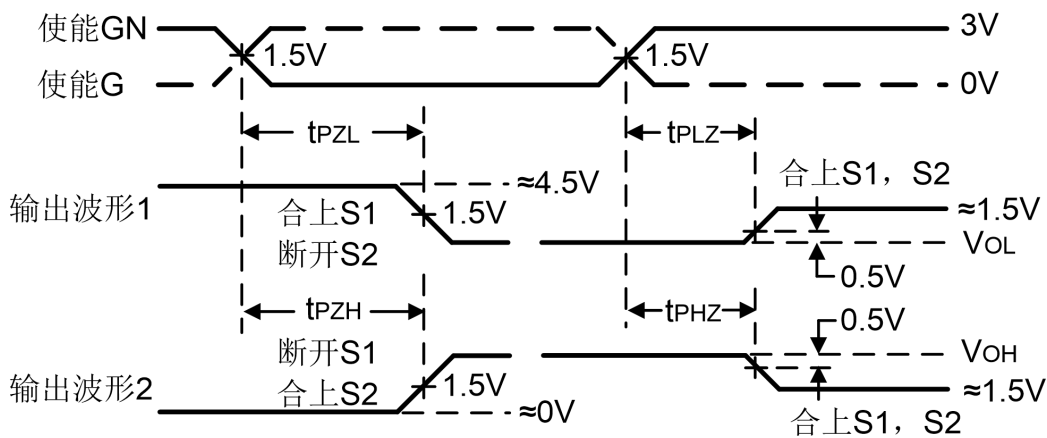 使能GN
3V
1.5V
1.5V
使能G
0V
tPZL
tPLZ
合上S1，S2
≈4.5V
输出波形1
合上S1
1.5V
≈1.5V
断开S2
VOL
0.5V
tPZH
tPHZ
0.5V
断开S1
VOH
输出波形2
合上S2
1.5V
≈1.5V
≈0V
合上S1，S2